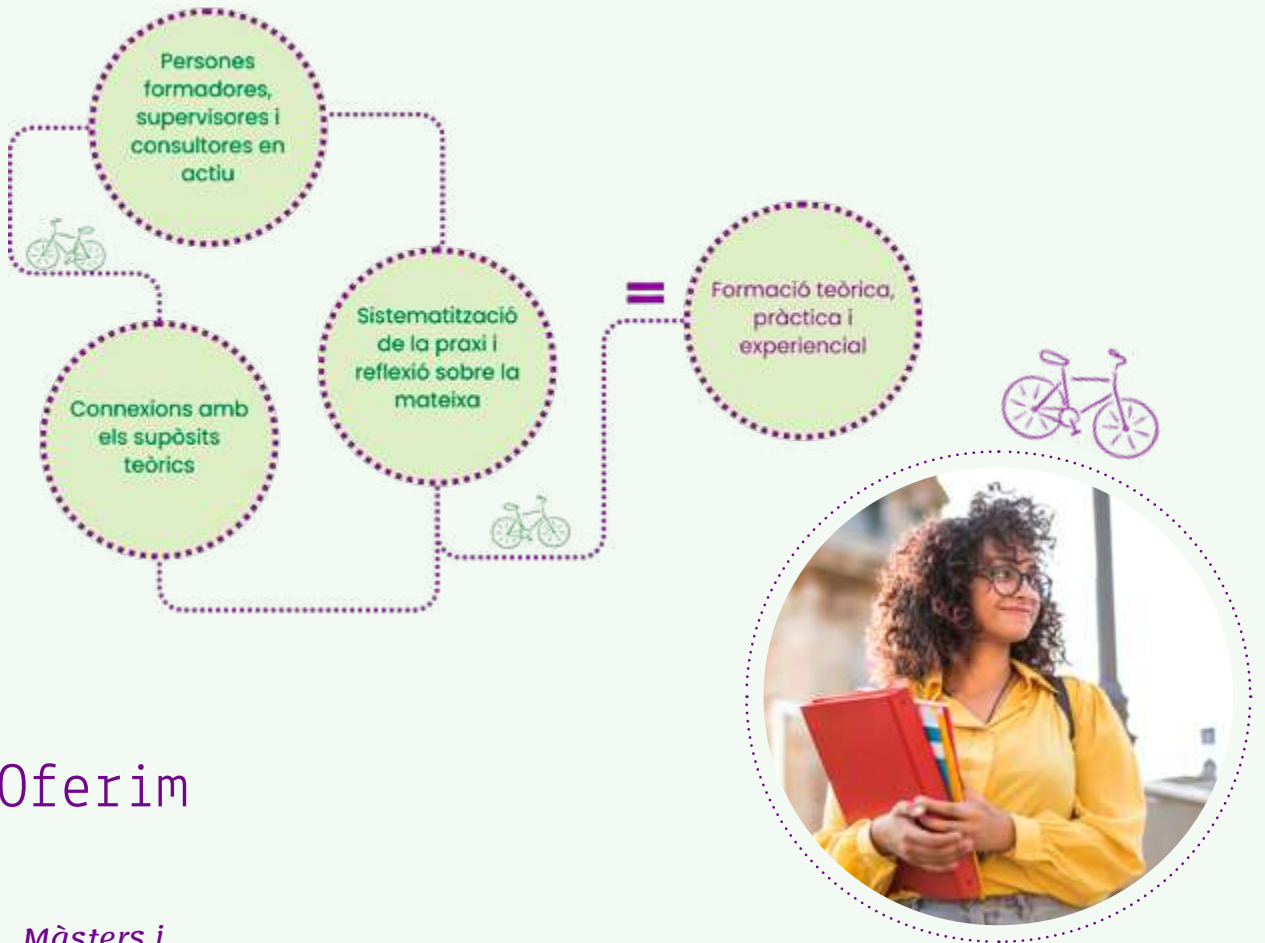 Persones
formadores,
supervisores i
consultores en
actiu
Connexions amb
els supòsits
teòrics
Sistematització
de la praxi i
reflexió sobre la
mateixa
=
Formació teòrica,
pràctica i
experiencial
Oferim
Màsters i